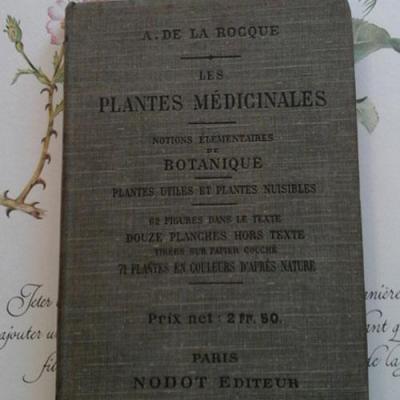 A. DE LA ROCQUE
LES
PLANTES MÉDICINALES
NOTIONS ÉLÉMENTAIRES
DE
BOTANIQUE
PLANTES UTILES ET PLANTES NUISIBLES
62 FIGURES DANS LE TEXTE
DOUZE PLANCHES HORS TEXTE
TIRÉES SUR PAPIER COUCHÉ
71 PLANTES EN COULEURS D'APRÈS NATURE
Prix net : 2 FR. 50.
PARIS
NODOT EDITEUR
Jeter
ajouter